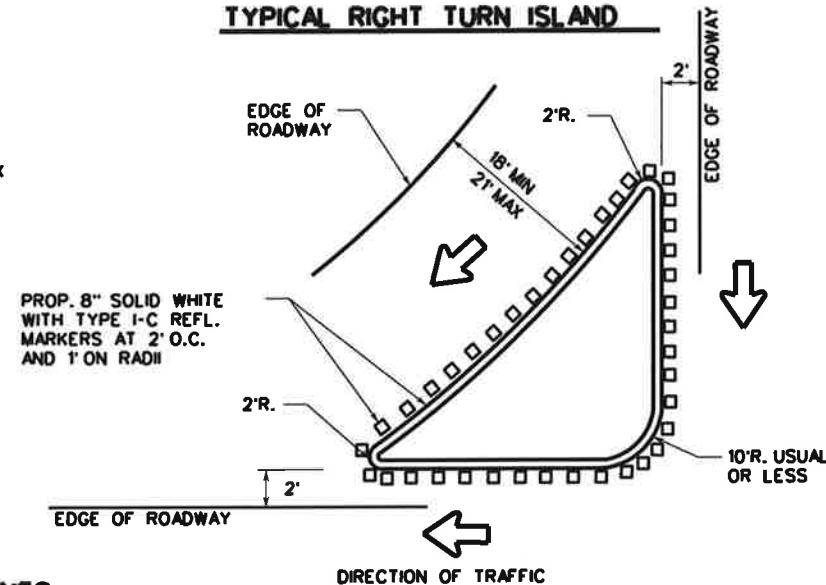 TYPICAL RIGHT TURN ISLAND
EDGE OF
ROADWAY
2'R.
2'
EDGE OF ROADWAY
18' MIN
21' MAX
PROP. 8" SOLID WHITE
WITH TYPE I-C REFL.
MARKERS AT 2' O.C.
AND 1' ON RADII
2'R.
10'R. USUAL
OR LESS
2'
EDGE OF ROADWAY
DIRECTION OF TRAFFIC